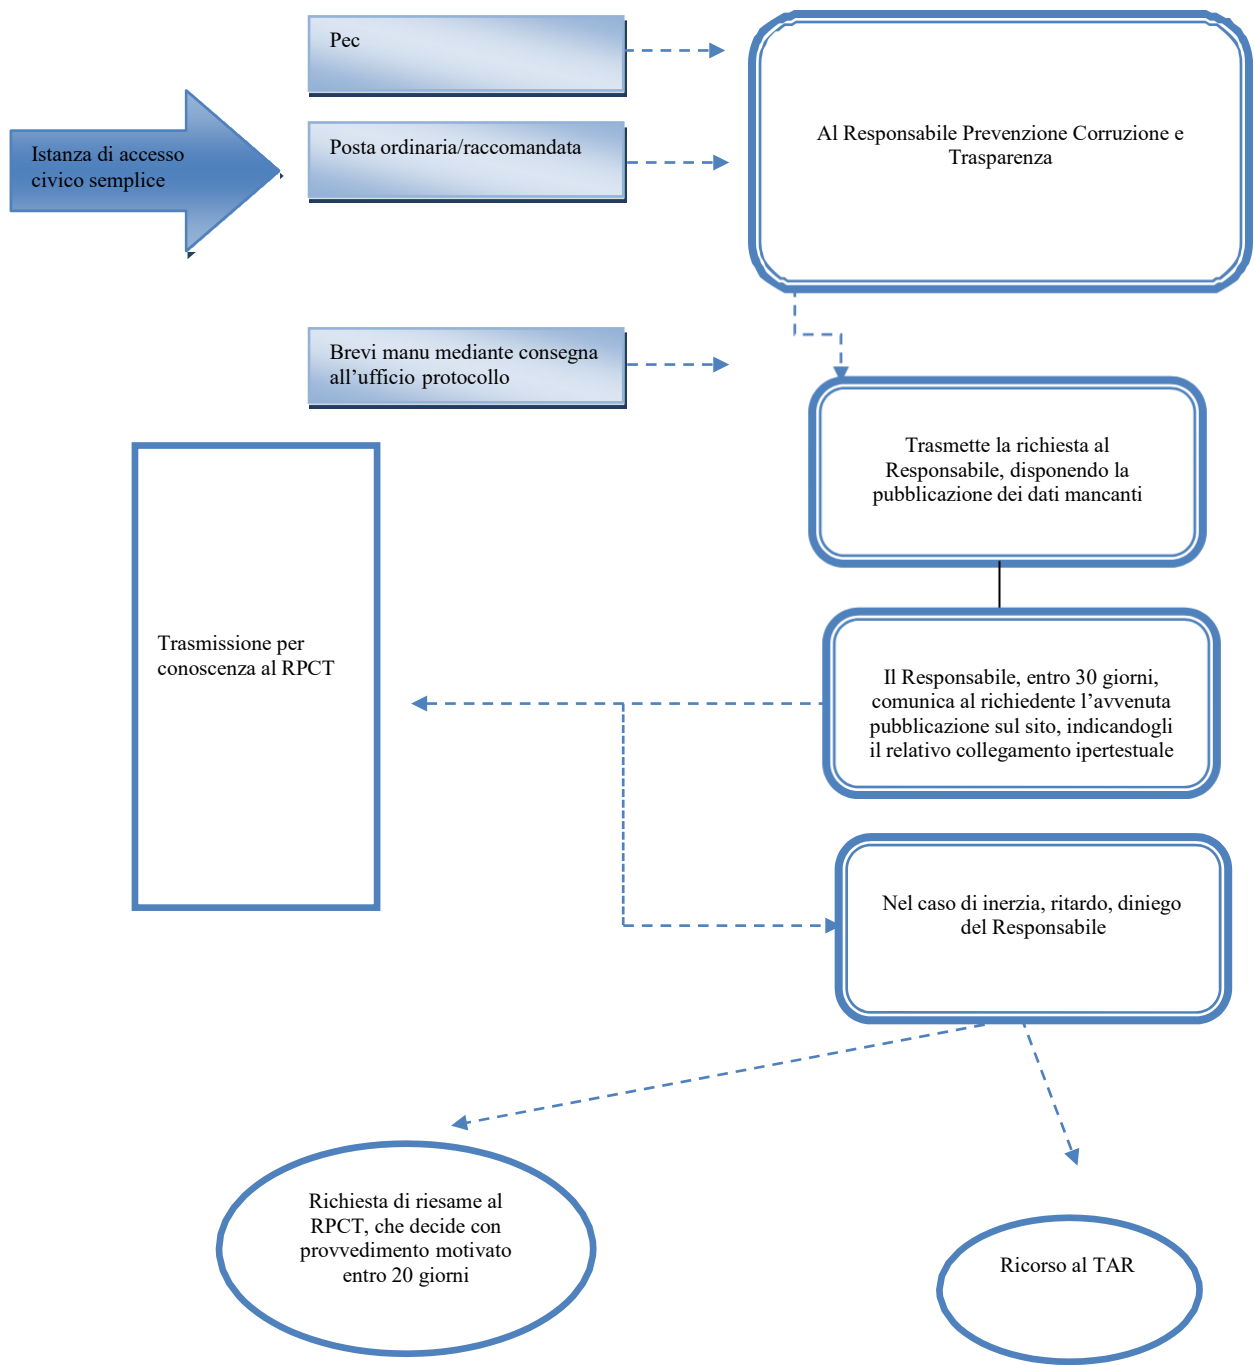 Pec
Posta ordinaria/raccomandata
Istanza di accesso
civico semplice
Al Responsabile Prevenzione Corruzione e
Trasparenza
Brevi manu mediante consegna
all’ufficio protocollo
Trasmette la richiesta al
Responsabile, disponendo la
pubblicazione dei dati mancanti
Trasmissione per
conoscenza al RPCT
Il Responsabile, entro 30 giorni,
comunica al richiedente l’avvenuta
pubblicazione sul sito, indicandogli
il relativo collegamento ipertestuale
Nel caso di inerzia, ritardo, diniego
del Responsabile
Richiesta di riesame al
RPCT, che decide con
provvedimento motivato
entro 20 giorni
Ricorso al TAR